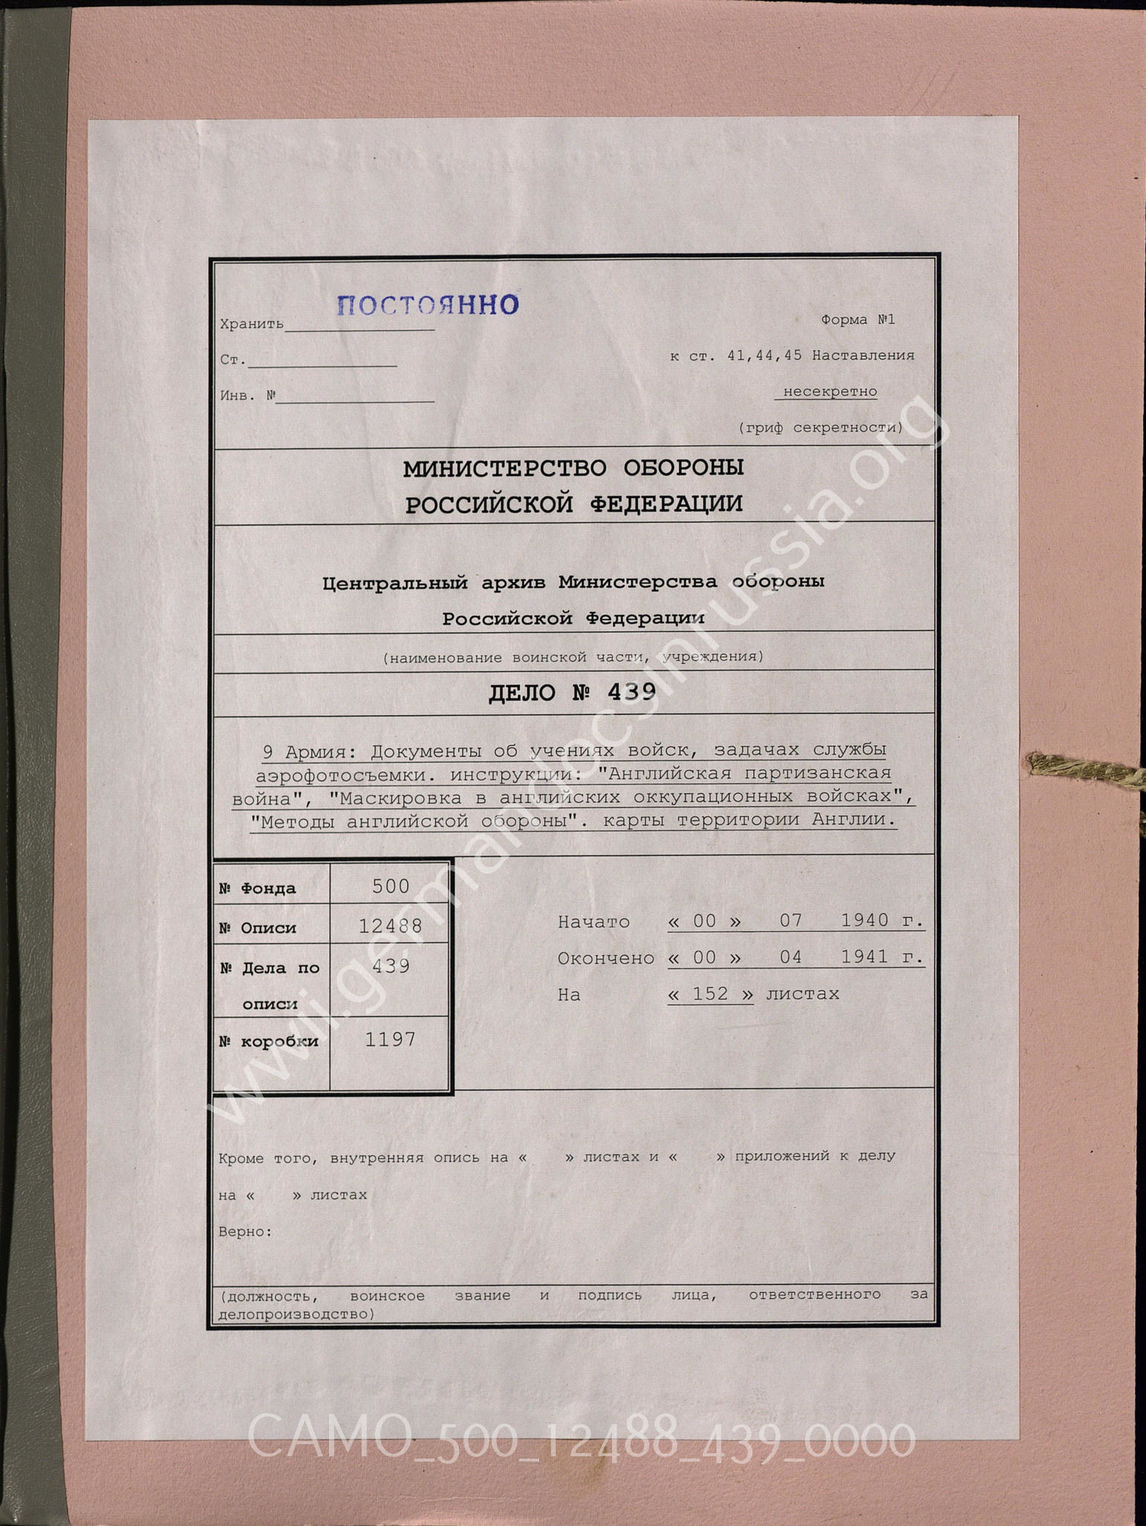 ПОСТОЯННО
Хранить
Форма №1
Ст.
к ст. 41,44,45 Наставления
Инв. №
несекретно
(гриф секретности)
МИНИСТЕРСТВО ОБОРОНЫ
РОССИЙСКОЙ ФЕДЕРАЦИИ
Центральный архив Министерства обороны
Российской Федерации
(наименование воинской части, учреждения)
ДЕЛО № 439
9 Армия: Документы об учениях войск, задачах службы
аэрофотосъемки. инструкции: "Английская партизанская
война", "Маскировка в английских оккупационных войсках",
"Методы английской обороны". карты территории Англии.
№ Фонда 500
№ Описи 12488
№ Дела по 439
описи
№ коробки 1197
Начато « 00 » 07 1940 г.
Окончено « 00 » 04 1941 г.
На « 152 » листах
Кроме того, внутренняя опись на « » листах и « » приложений к делу
на « » листах
Верно:
(должность, воинское звание и подпись лица, ответственного за
делопроизводство)
wwii.germandocsinrussia.org
CAMO_500_12488_439_0000